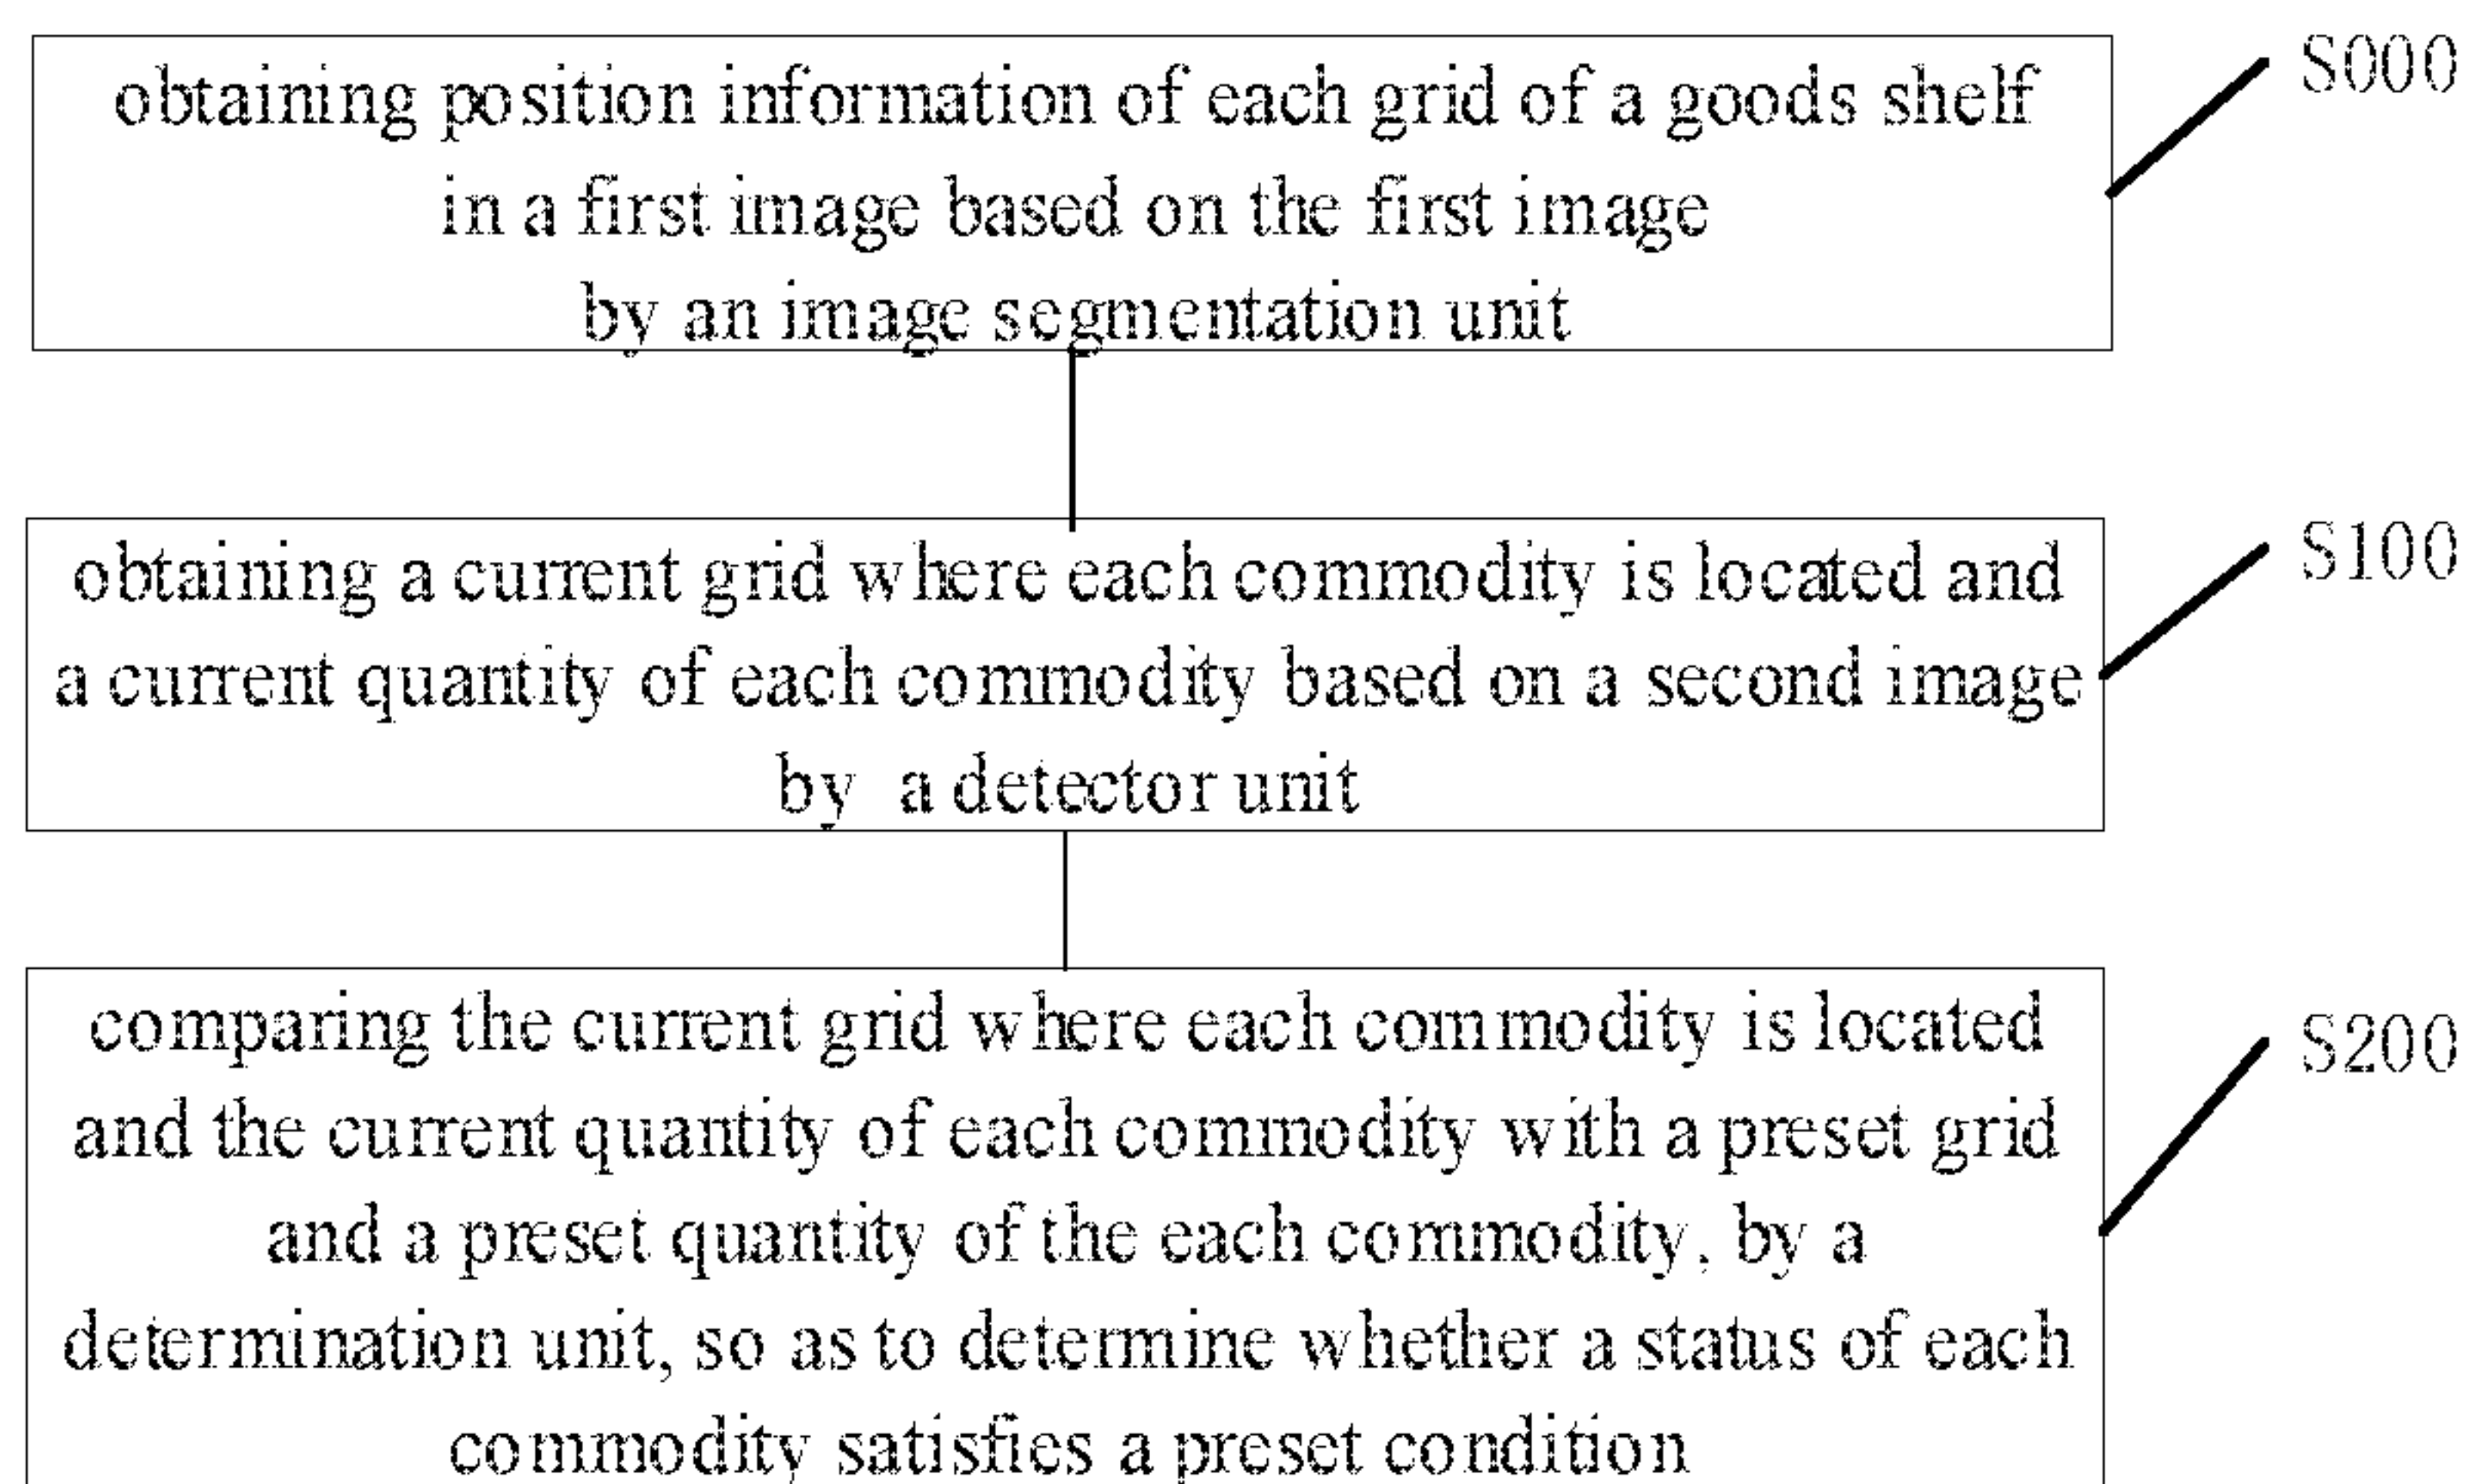 obtaining position information of each grid of a goods shelf
in a first image based on the first image
by an image segmentation unit
S000
obtaining a current grid where each commodity is located and
a current quantity of each commodity based on a second image
by a detector unit
S100
comparing the current grid where each commodity is located
and the current quantity of each commodity with a preset grid
and a preset quantity of the each commodity, by a
determination unit, so as to determine whether a status of each
commodity satisfies a preset condition
S200